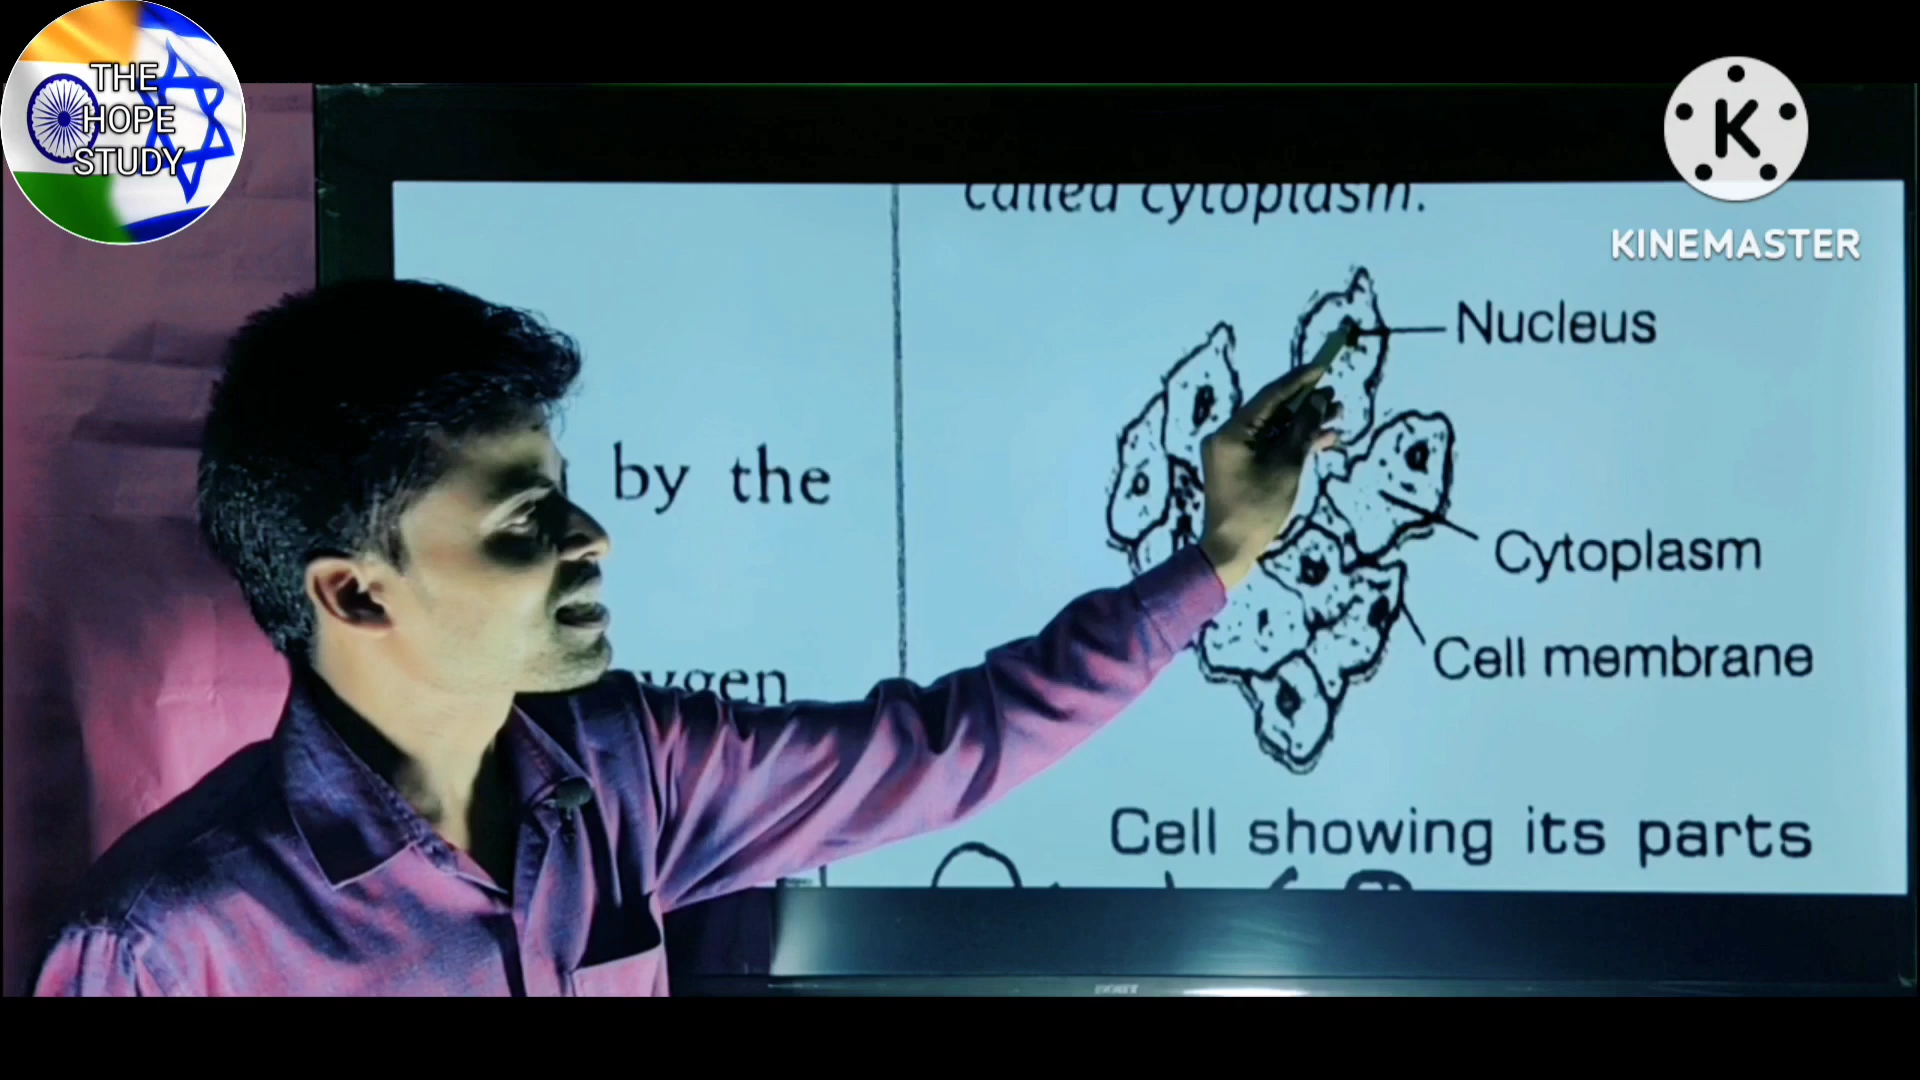 THE
HOPE
STUDY
KINEMASTER
called cytoplasm.
Nucleus
by the
Cytoplasm
Cell membrane
Cell showing its parts